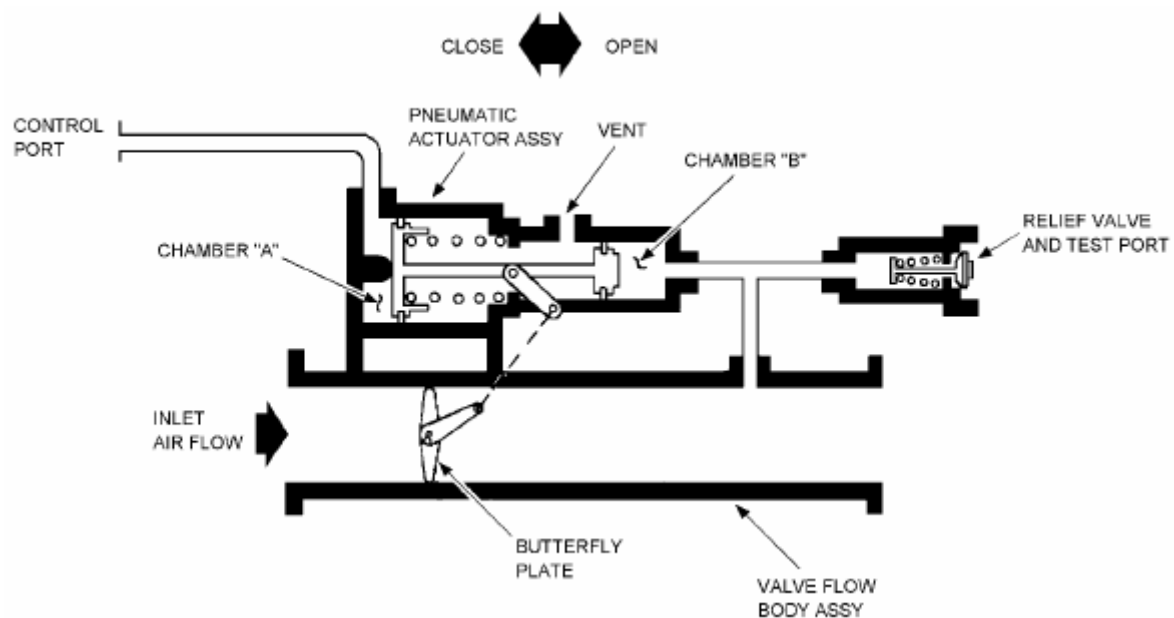 CLOSE OPEN
PNEUMATIC
ACTUATOR ASSY
VENT
CONTROL
PORT
CHAMBER "B"
RELIEF VALVE
AND TEST PORT
CHAMBER "A"
INLET
AIR FLOW
BUTTERFLY
PLATE
VALVE FLOW
BODY ASSY